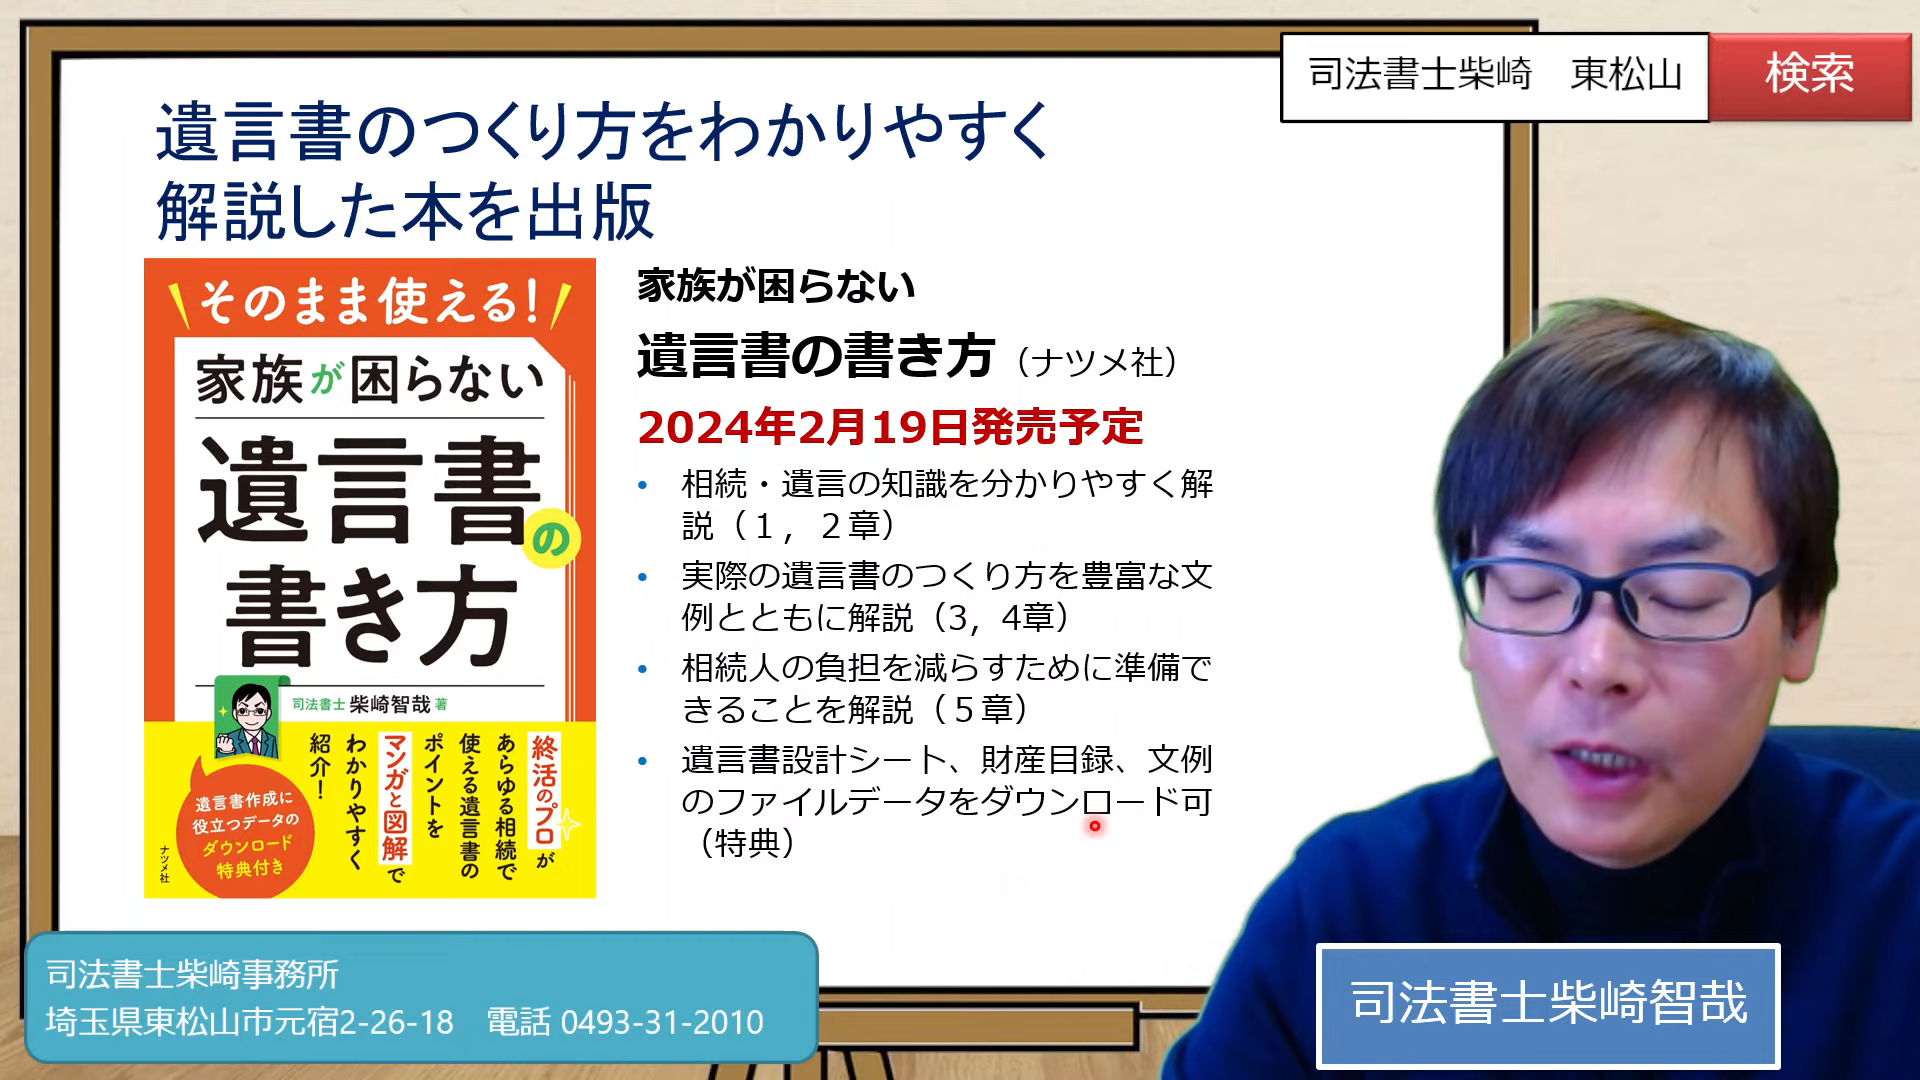 司法書士柴崎　東松山
検索
遺言書のつくり方をわかりやすく
解説した本を出版
そのまま使える！
家族が困らない
遺言書の
書き方
司法書士 柴崎智哉 著
終活のプロが
あらゆる相続で
使える遺言書の
ポイントを
マンガと図解で
わかりやすく
紹介！
遺言書作成に
役立つデータの
ダウンロード
特典付き
ナツメ社
家族が困らない
遺言書の書き方（ナツメ社）
2024年2月19日発売予定
• 相続・遺言の知識を分かりやすく解
説（１，２章）
• 実際の遺言書のつくり方を豊富な文
例とともに解説（3，4章）
• 相続人の負担を減らすために準備で
きることを解説（５章）
• 遺言書設計シート、財産目録、文例
のファイルデータをダウンロード可
（特典）
司法書士柴崎事務所
埼玉県東松山市元宿2-26-18　電話 0493-31-2010
司法書士柴崎智哉